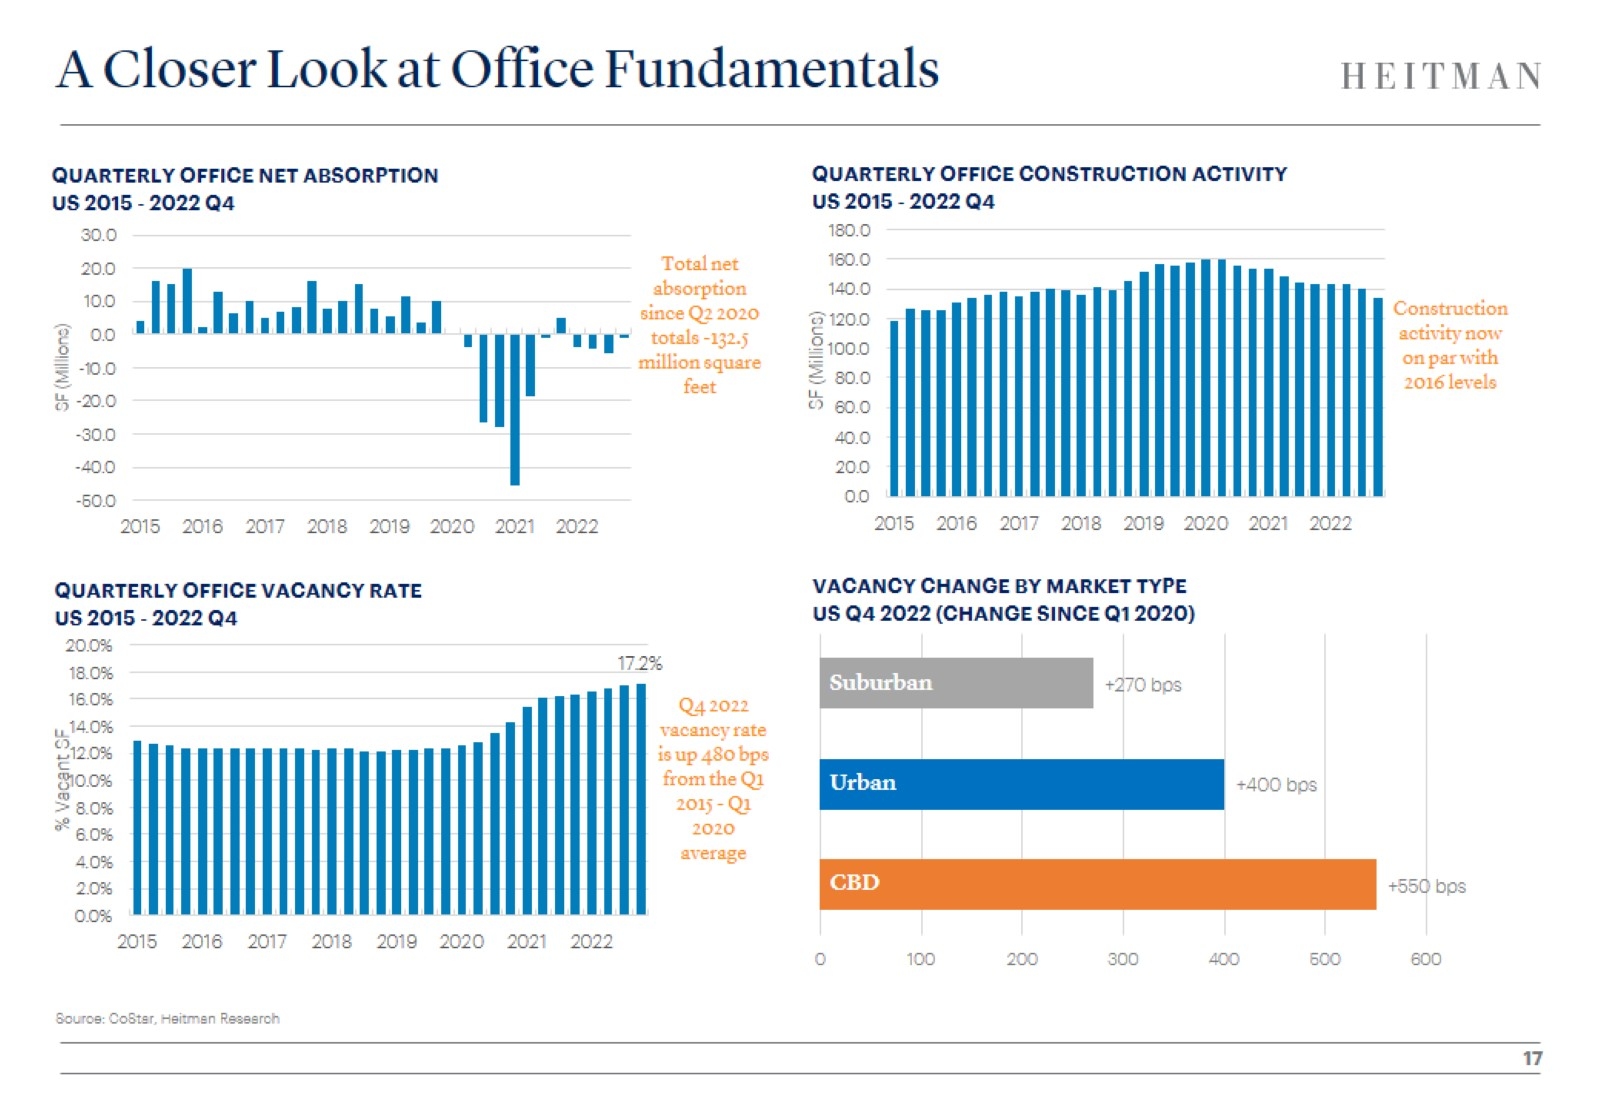 A Closer Look at Office Fundamentals
HEITMAN
QUARTERLY OFFICE NET ABSORPTION
US 2015 - 2022 Q4
30.0
20.0
10.0
0.0
-10.0
-20.0
-30.0
-40.0
-50.0
SF (Millions)
2015 2016 2017 2018 2019 2020 2021 2022
Total net
absorption
since Q2 2020
totals -132.5
million square
feet
QUARTERLY OFFICE CONSTRUCTION ACTIVITY
US 2015 - 2022 Q4
180.0
160.0
140.0
120.0
100.0
80.0
60.0
40.0
20.0
0.0
SF (Millions)
2015 2016 2017 2018 2019 2020 2021 2022
Construction
activity now
on par with
2016 levels
QUARTERLY OFFICE VACANCY RATE
US 2015 - 2022 Q4
20.0%
18.0%
16.0%
14.0%
12.0%
10.0%
8.0%
6.0%
4.0%
2.0%
0.0%
% Vacant SF
17.2%
2015 2016 2017 2018 2019 2020 2021 2022
Q4 2022
vacancy rate
is up 480 bps
from the Q1
2015 - Q1
2020
average
VACANCY CHANGE BY MARKET TYPE
US Q4 2022 (CHANGE SINCE Q1 2020)
Suburban +270 bps
Urban +400 bps
CBD +550 bps
0 100 200 300 400 500 600
Source: CoStar, Heitman Research
17